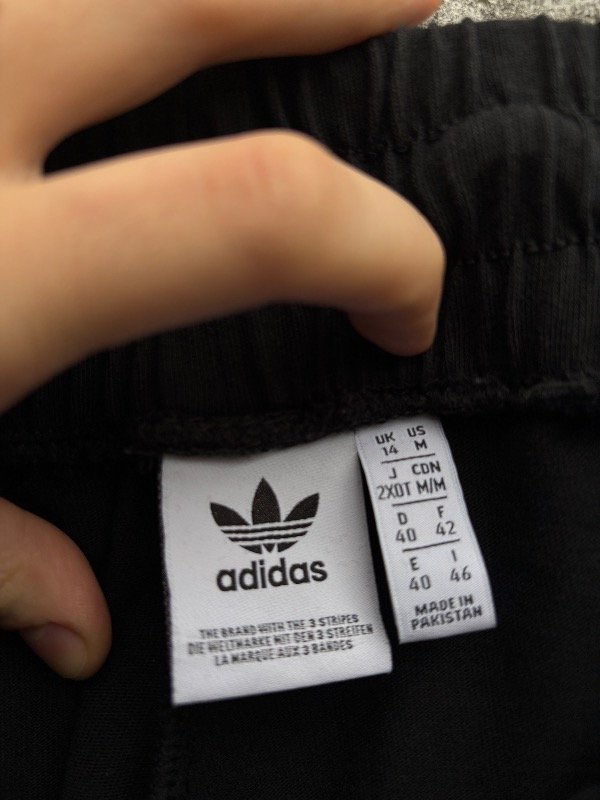 adidas
THE BRAND WITH THE 3 STRIPES
DIE WELTMARKE MIT DEN 3 STREIFEN
LA MARQUE AUX 3 BANDES
UK US
14 M
J CDN
2XOT M/M
D F
40 42
E I
40 46
MADE IN
PAKISTAN